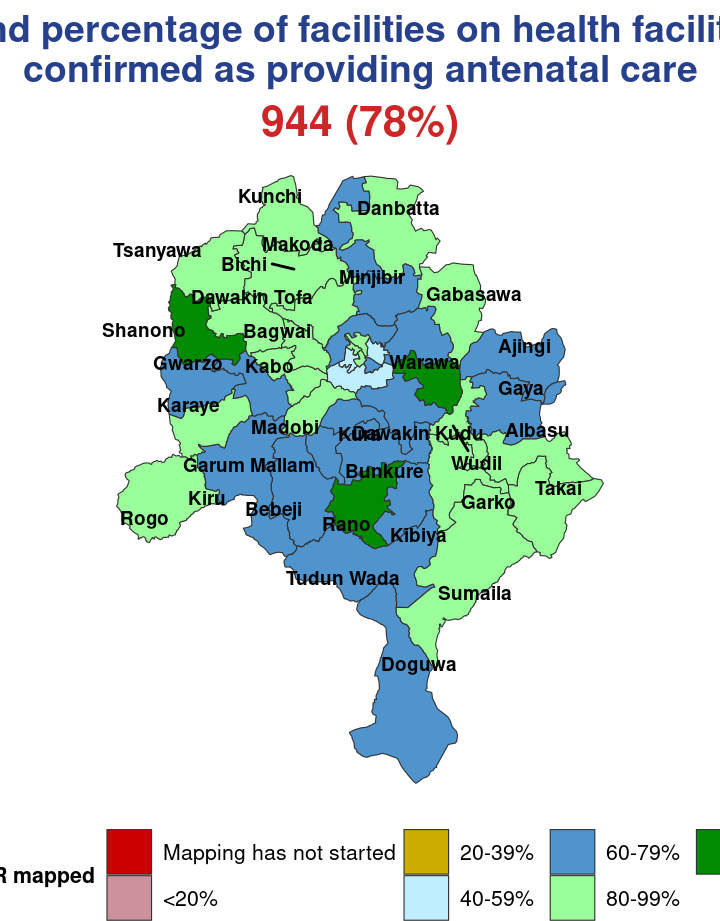 nd percentage of facilities on health facilit
confirmed as providing antenatal care
944 (78%)
Kunchi
Danbatta
Makoda
Tsanyawa
Bichi
Minjibir
Dawakin Tofa
Gabasawa
Shanono
Bagwai
Ajingi
Gwarzo
Kabo
Warawa
Gaya
Karaye
Madobi
Kura
Dawakin Kudu
Albasu
Garum Mallam
Bunkure
Wudil
Kiru
Takai
Rogo
Bebeji
Rano
Garko
Kibiya
Tudun Wada
Sumaila
Doguwa
R mapped
Mapping has not started
<20%
20-39%
40-59%
60-79%
80-99%